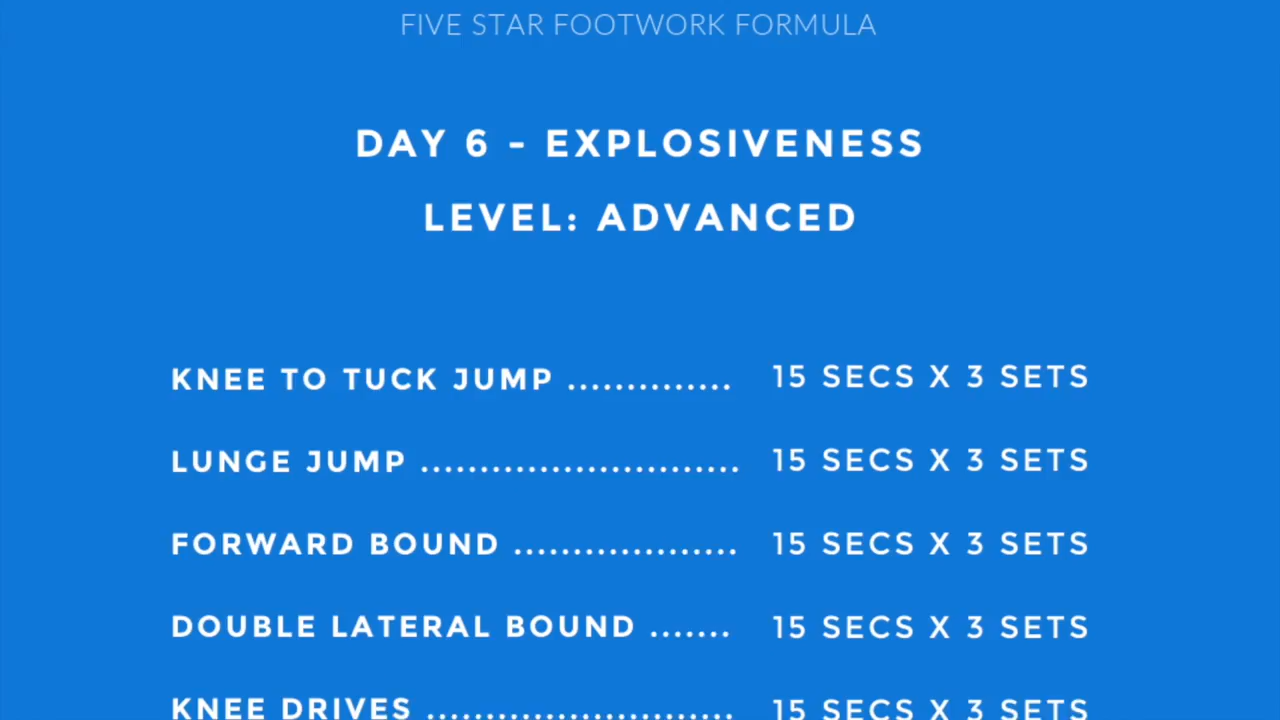 FIVE STAR FOOTWORK FORMULA
DAY 6 - EXPLOSIVENESS
LEVEL: ADVANCED
KNEE TO TUCK JUMP .............. 15 SECS X 3 SETS
LUNGE JUMP ........................... 15 SECS X 3 SETS
FORWARD BOUND ................... 15 SECS X 3 SETS
DOUBLE LATERAL BOUND ....... 15 SECS X 3 SETS
KNEE DRIVES .......................... 15 SECS X 3 SETS